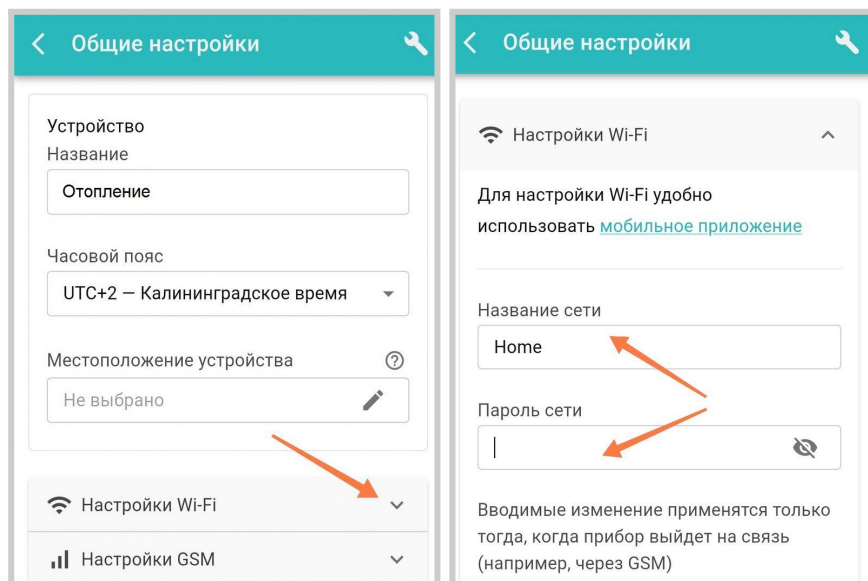 Общие настройки
Устройство
Название
Отопление
Часовой пояс
UTC+2 — Калининградское время
Местоположение устройства
Не выбрано
Настройки Wi-Fi
Настройки GSM
Общие настройки
Настройки Wi-Fi
Для настройки Wi-Fi удобно
использовать мобильное приложение
Название сети
Home
Пароль сети
Вводимые изменение применятся только
тогда, когда прибор выйдет на связь
(например, через GSM)